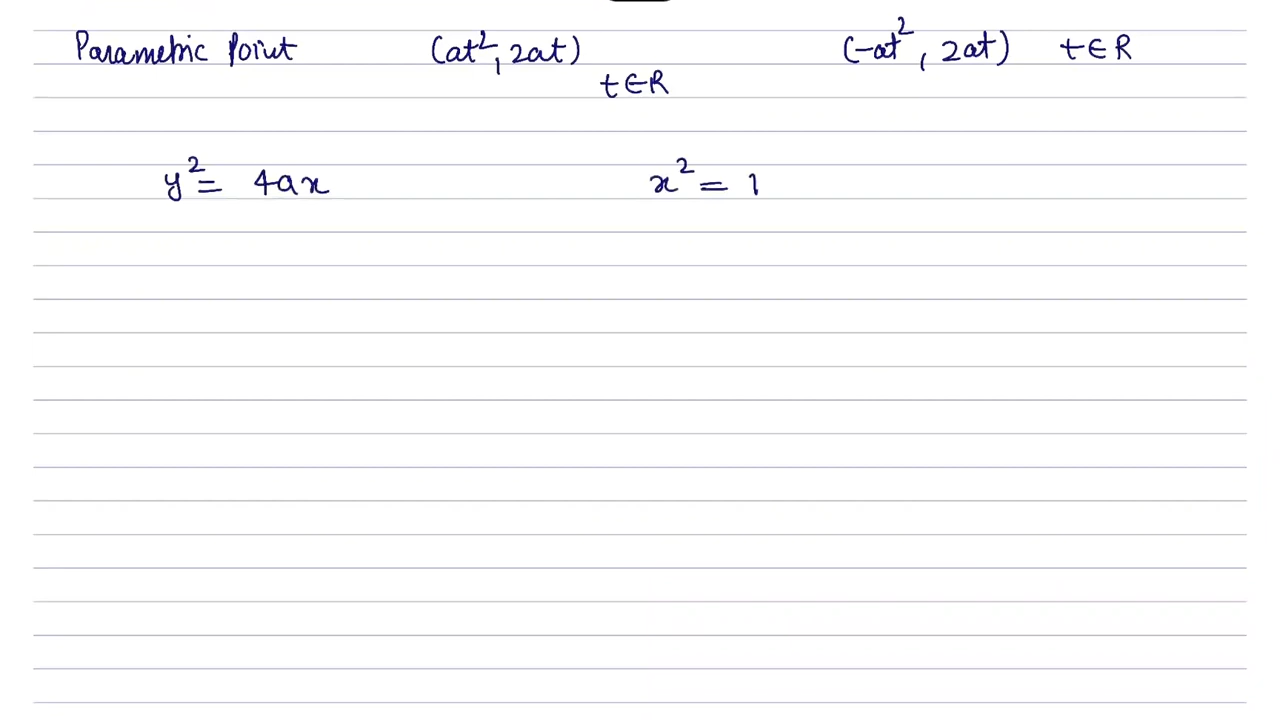 Parametric Point (at², 2at) (-at², 2at) t∈R
t∈R
y² = 4ax x² = 1